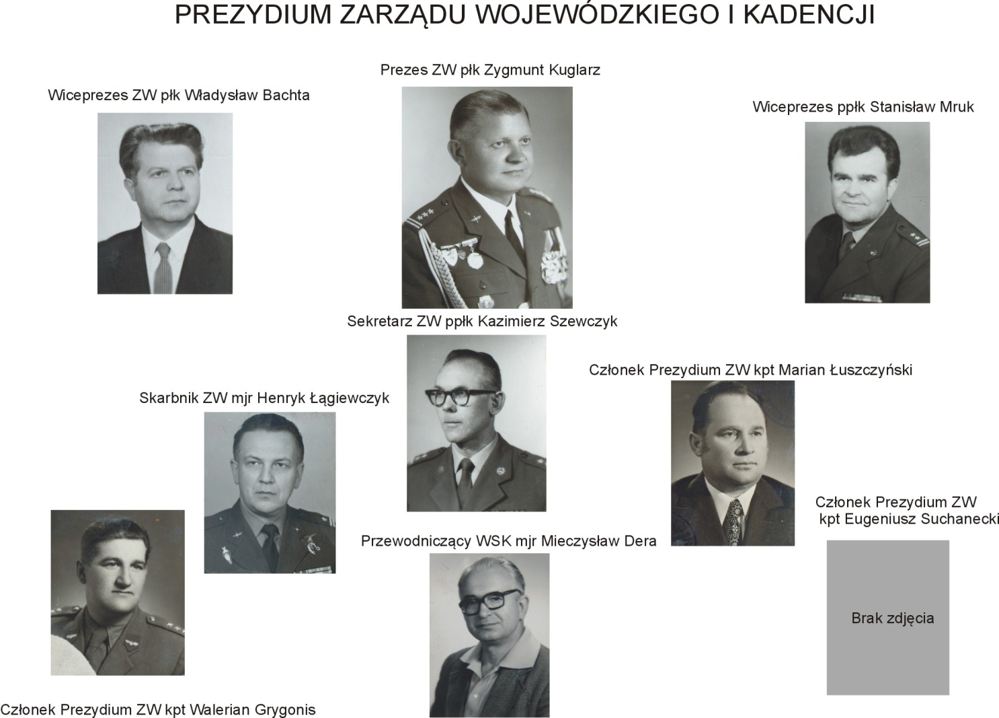 PREZYDIUM ZARZĄDU WOJEWÓDZKIEGO I KADENCJI
Prezes ZW płk Zygmunt Kuglarz
Wiceprezes ZW płk Władysław Bachta
Wiceprezes ppłk Stanisław Mruk
Sekretarz ZW ppłk Kazimierz Szewczyk
Członek Prezydium ZW kpt Marian Łuszczyński
Skarbnik ZW mjr Henryk Łągiewczyk
Członek Prezydium ZW
kpt Eugeniusz Suchanecki
Przewodniczący WSK mjr Mieczysław Dera
Brak zdjęcia
Członek Prezydium ZW kpt Walerian Grygonis